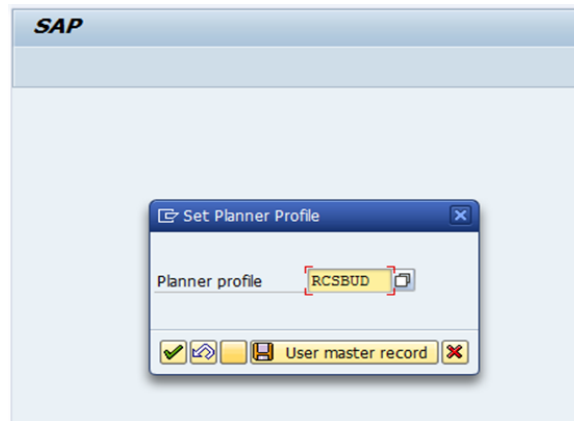 SAP
Set Planner Profile
Planner profile RCSBUD
User master record